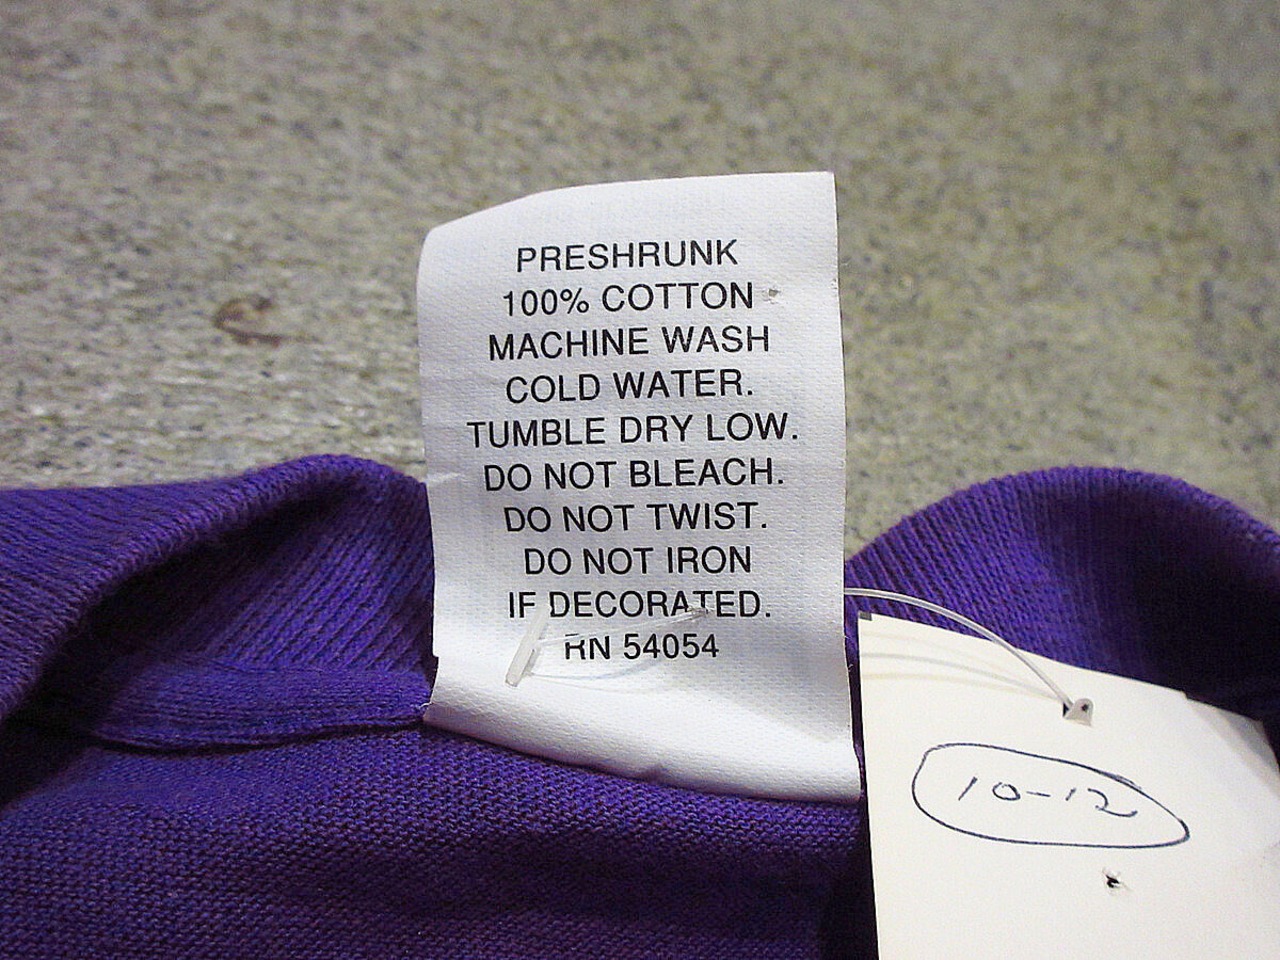 PRESHRUNK
100% COTTON
MACHINE WASH
COLD WATER.
TUMBLE DRY LOW.
DO NOT BLEACH.
DO NOT TWIST.
DO NOT IRON
IF DECORATED.
RN 54054
10-12